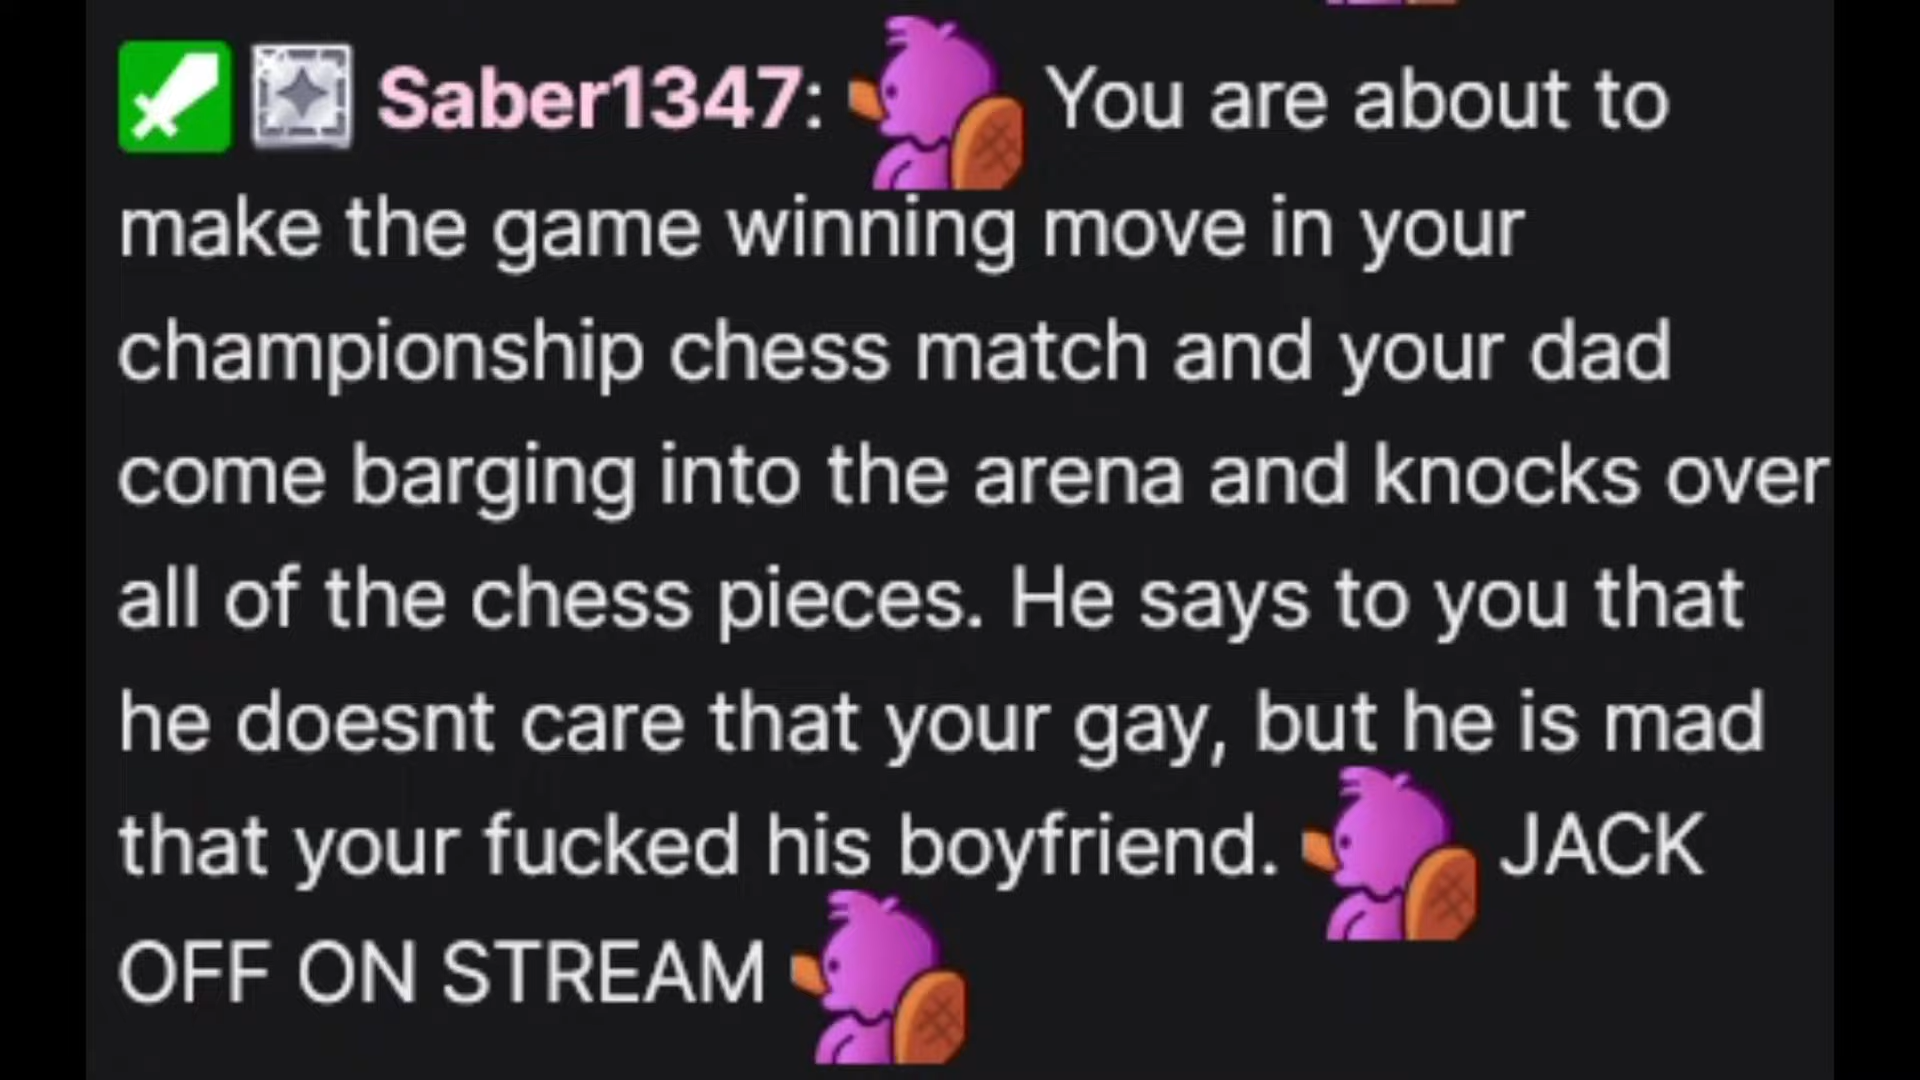 Saber1347: You are about to
make the game winning move in your
championship chess match and your dad
come barging into the arena and knocks over
all of the chess pieces. He says to you that
he doesnt care that your gay, but he is mad
that your fucked his boyfriend. JACK
OFF ON STREAM